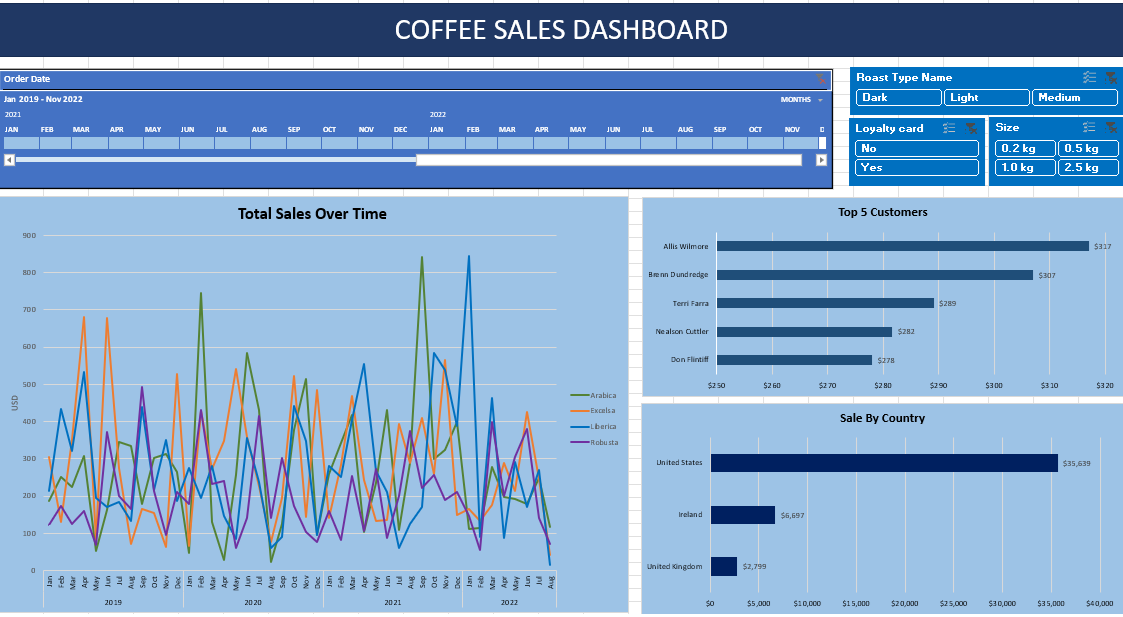 COFFEE SALES DASHBOARD
Order Date
Jan 2019 - Nov 2022 MONTHS
2021 2022
JAN FEB MAR APR MAY JUN JUL AUG SEP OCT NOV DEC JAN FEB MAR APR MAY JUN JUL AUG SEP OCT NOV D
Roast Type Name
Dark Light Medium
Loyalty card
No
Yes
Size
0.2 kg 0.5 kg
1.0 kg 2.5 kg
Total Sales Over Time
900
800
700
600
500
400
300
200
100
0
USD
Jan Feb Mar Apr May Jun Jul Aug Sep Oct Nov Dec Jan Feb Mar Apr May Jun Jul Aug Sep Oct Nov Dec Jan Feb Mar Apr May Jun Jul Aug Sep Oct Nov Dec Jan Feb Mar Apr May Jun Jul Aug
2019 2020 2021 2022
Arabica
Excelsa
Liberica
Robusta
Top 5 Customers
Allis Wilmore $317
Brenn Dundredge $307
Terri Farra $289
Nealson Cuttler $282
Don Flintiff $278
$250 $260 $270 $280 $290 $300 $310 $320
Sale By Country
United States $35,639
Ireland $6,697
United Kingdom $2,799
$0 $5,000 $10,000 $15,000 $20,000 $25,000 $30,000 $35,000 $40,000